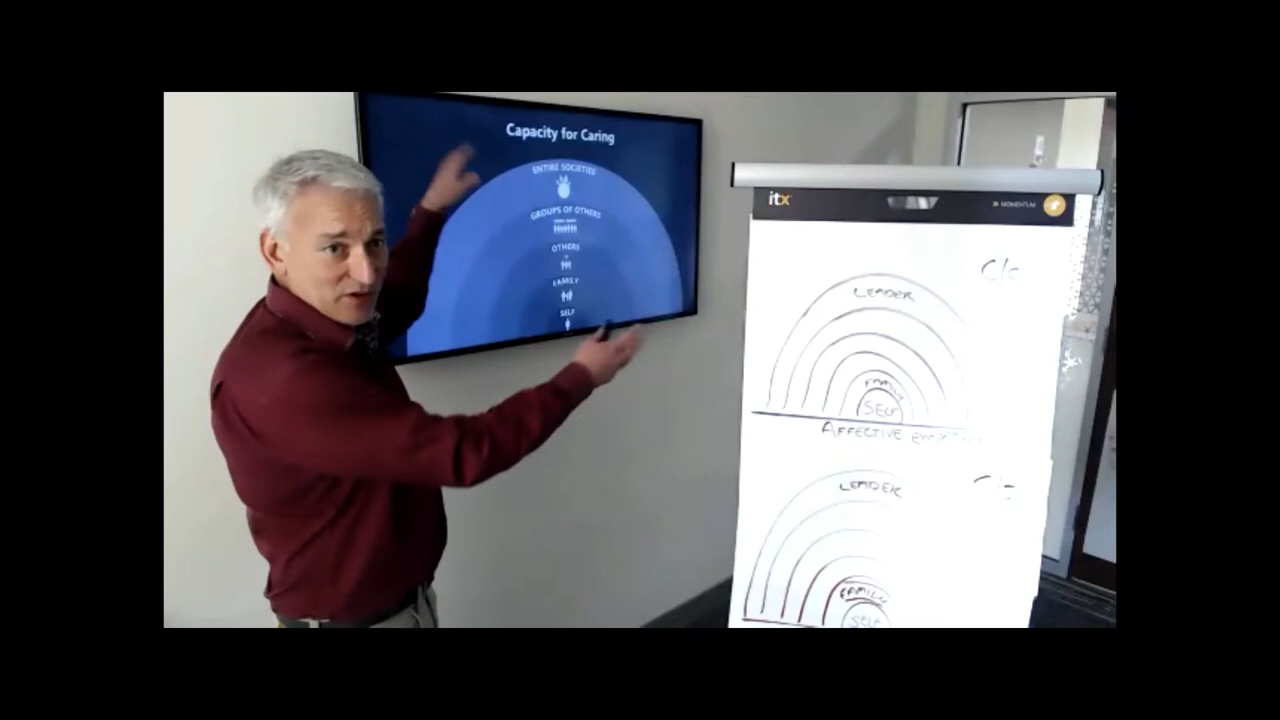 Capacity for Caring
ENTIRE SOCIETIES
GROUPS OF OTHERS
OTHERS
FAMILY
SELF
itx
MOMENTUM
LEADER
FAMILY
SELF
AFFECTIVE
LEADER
FAMILY
SELF